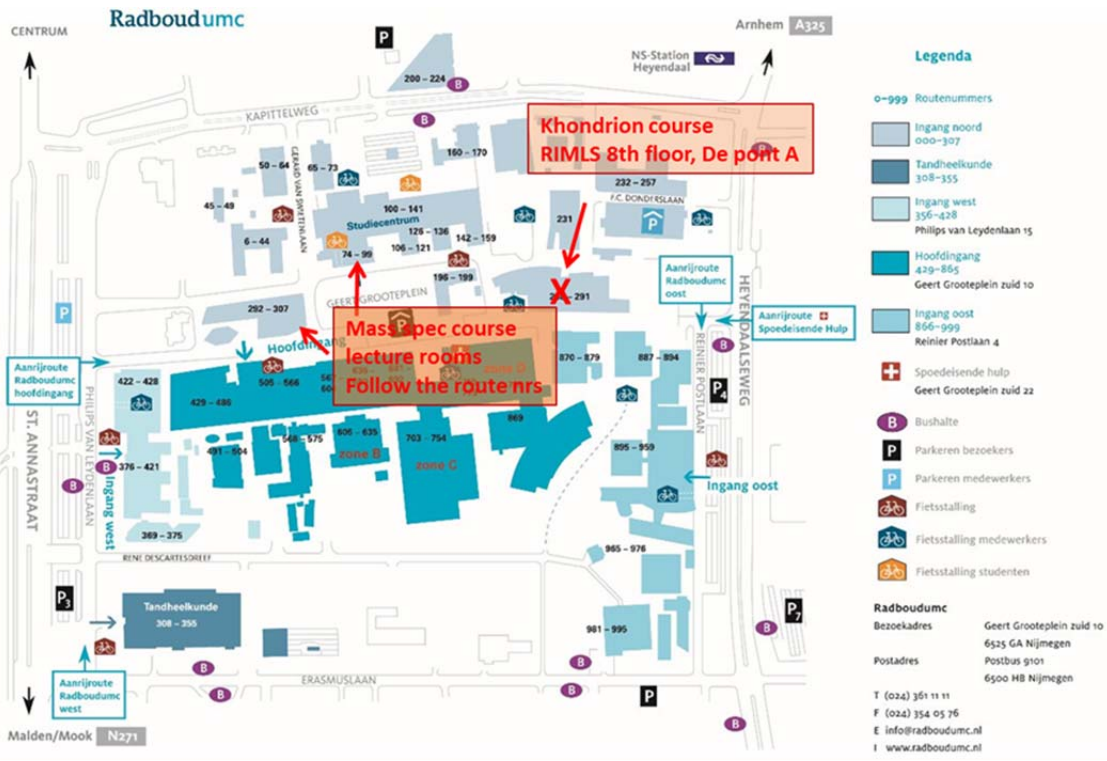 Radboudumc
CENTRUM
P
Arnhem A325
NS-Station
Heyendaal
200 – 224
B
KAPITTELWEG
B
Khondrion course
RIMLS 8th floor, De pont A
160 – 170
50 – 64
65 – 73
GERARD VAN SWIETENLAAN
232 – 257
F.C. DONDERSLAAN
45 – 49
100 – 141
Studiecentrum
231
P
126 – 136
142 – 159
6 – 44
106 – 121
74 – 99
196 – 199
Aanrijroute
Radboudumc
oost
HEYENDAALSEWEG
GEERT GROOTEPLEIN
X
– 291
292 – 307
P
P
Aanrijroute
Spoedeisende Hulp
Mass spec course
lecture rooms
Follow the route nrs
Hoofdingang
B
REINIER POSTLAAN
Aanrijroute
Radboudumc
hoofdingang
870 – 879
887 – 894
422 – 428
505 – 566
zone D
P4
429 – 486
PHILIPS VAN LEYDENLAAN
ST. ANNASTRAAT
869
491 – 504
568 – 575
606 – 635
zone B
703 – 754
zone C
895 – 959
B
376 – 421
B
Ingang west
Ingang oost
369 – 375
RENE DESCARTESDREEF
965 – 976
P3
Tandheelkunde
308 – 355
P7
981 – 995
B
B
B
B
B
P
B
ERASMUSLAAN
Aanrijroute
Radboudumc
west
Malden/Mook N271
Legenda
0–999 Routenummers
Ingang noord
000–307
Tandheelkunde
308–355
Ingang west
356–428
Philips van Leydenlaan 15
Hoofdingang
429–865
Geert Grooteplein zuid 10
Ingang oost
866–999
Reinier Postlaan 4
Spoedeisende hulp
Geert Grooteplein zuid 22
B Bushalte
P Parkeren bezoekers
P Parkeren medewerkers
Fietsstalling
Fietsstalling medewerkers
Fietsstalling studenten
Radboudumc
Bezoekadres Geert Grooteplein zuid 10
6525 GA Nijmegen
Postadres Postbus 9101
6500 HB Nijmegen
T (024) 361 11 11
F (024) 354 05 76
E info@radboudumc.nl
I www.radboudumc.nl